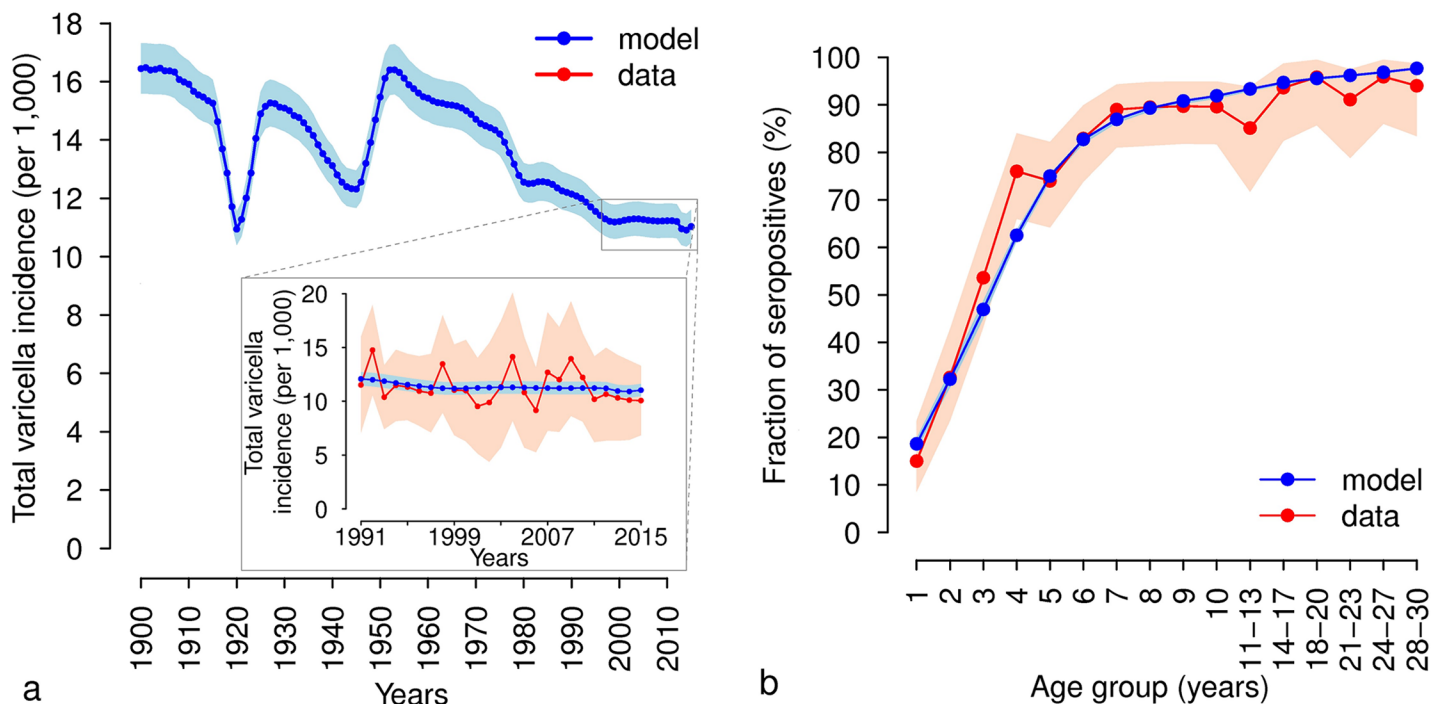 Total varicella incidence (per 1,000)
18
16
14
12
10
8
6
4
2
0
model
data
Total varicella
incidence (per 1,000)
20
15
10
5
0
1991 1999 2007 2015
Years
1900 1910 1920 1930 1940 1950 1960 1970 1980 1990 2000 2010
Years
a
Fraction of seropositives (%)
100
90
80
70
60
50
40
30
20
10
0
model
data
1 2 3 4 5 6 7 8 9 10 11–13 14–17 18–20 21–23 24–27 28–30
Age group (years)
b